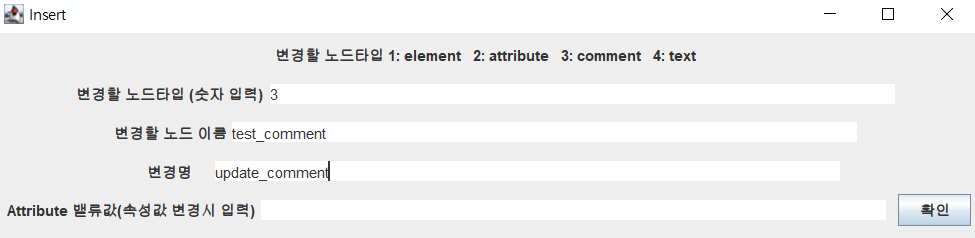 Insert
변경할 노드타입 1: element 2: attribute 3: comment 4: text
변경할 노드타입 (숫자 입력) 3
변경할 노드 이름 test_comment
변경명 update_comment
Attribute 밸류값(속성값 변경시 입력) 확인